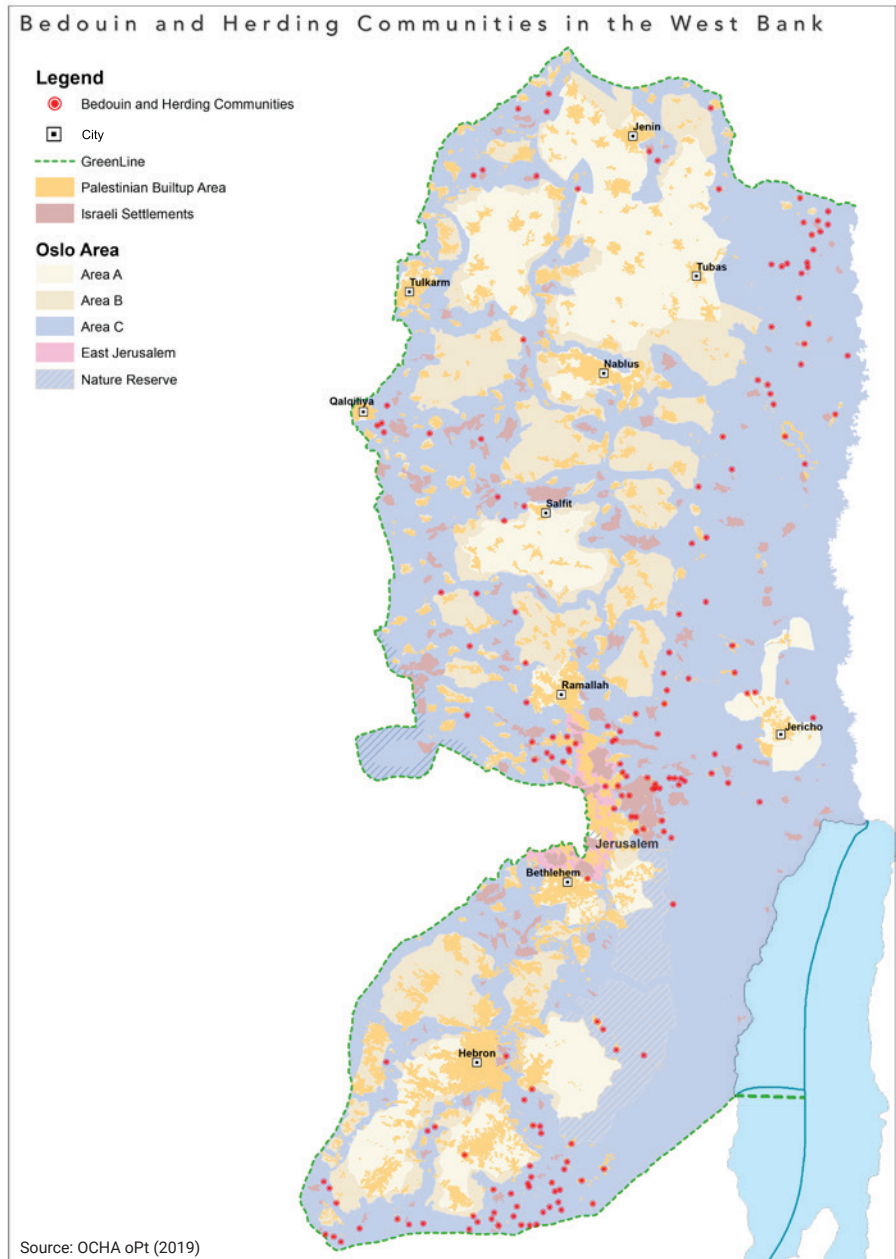 Bedouin and Herding Communities in the West Bank
Legend
Bedouin and Herding Communities
City
GreenLine
Palestinian Builtup Area
Israeli Settlements
Oslo Area
Area A
Area B
Area C
East Jerusalem
Nature Reserve
Jenin
Tubas
Tulkarm
Nablus
Qalqiliya
Salfit
Ramallah
Jericho
Jerusalem
Bethlehem
Hebron
Source: OCHA oPt (2019)